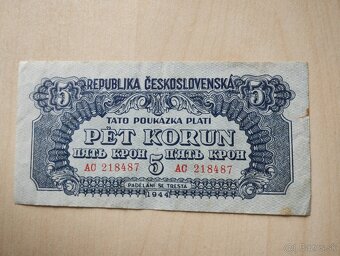 REPUBLIKA ČESKOSLOVENSKÁ
5 5
TATO POUKÁZKA PLATÍ
PĚT KORUN
ПЯТЬ КРОН 5 ПЯТЬ КРОН
AC 218487 AC 218487
PADĚLÁNÍ SE TRESTÁ
1944